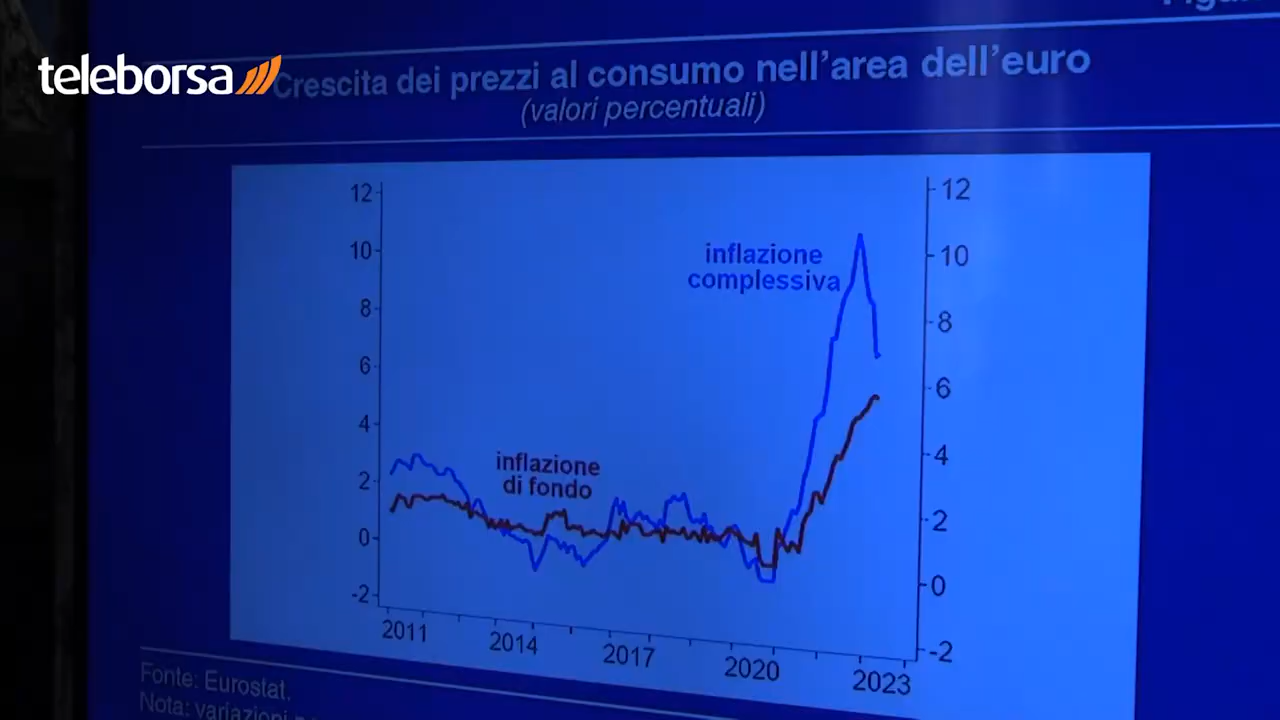 teleborsa
Crescita dei prezzi al consumo nell'area dell'euro
(valori percentuali)
12
10
8
6
4
2
0
-2
12
10
8
6
4
2
0
-2
inflazione
complessiva
inflazione
di fondo
2011
2014
2017
2020
2023
Fonte: Eurostat.
Nota: variazioni